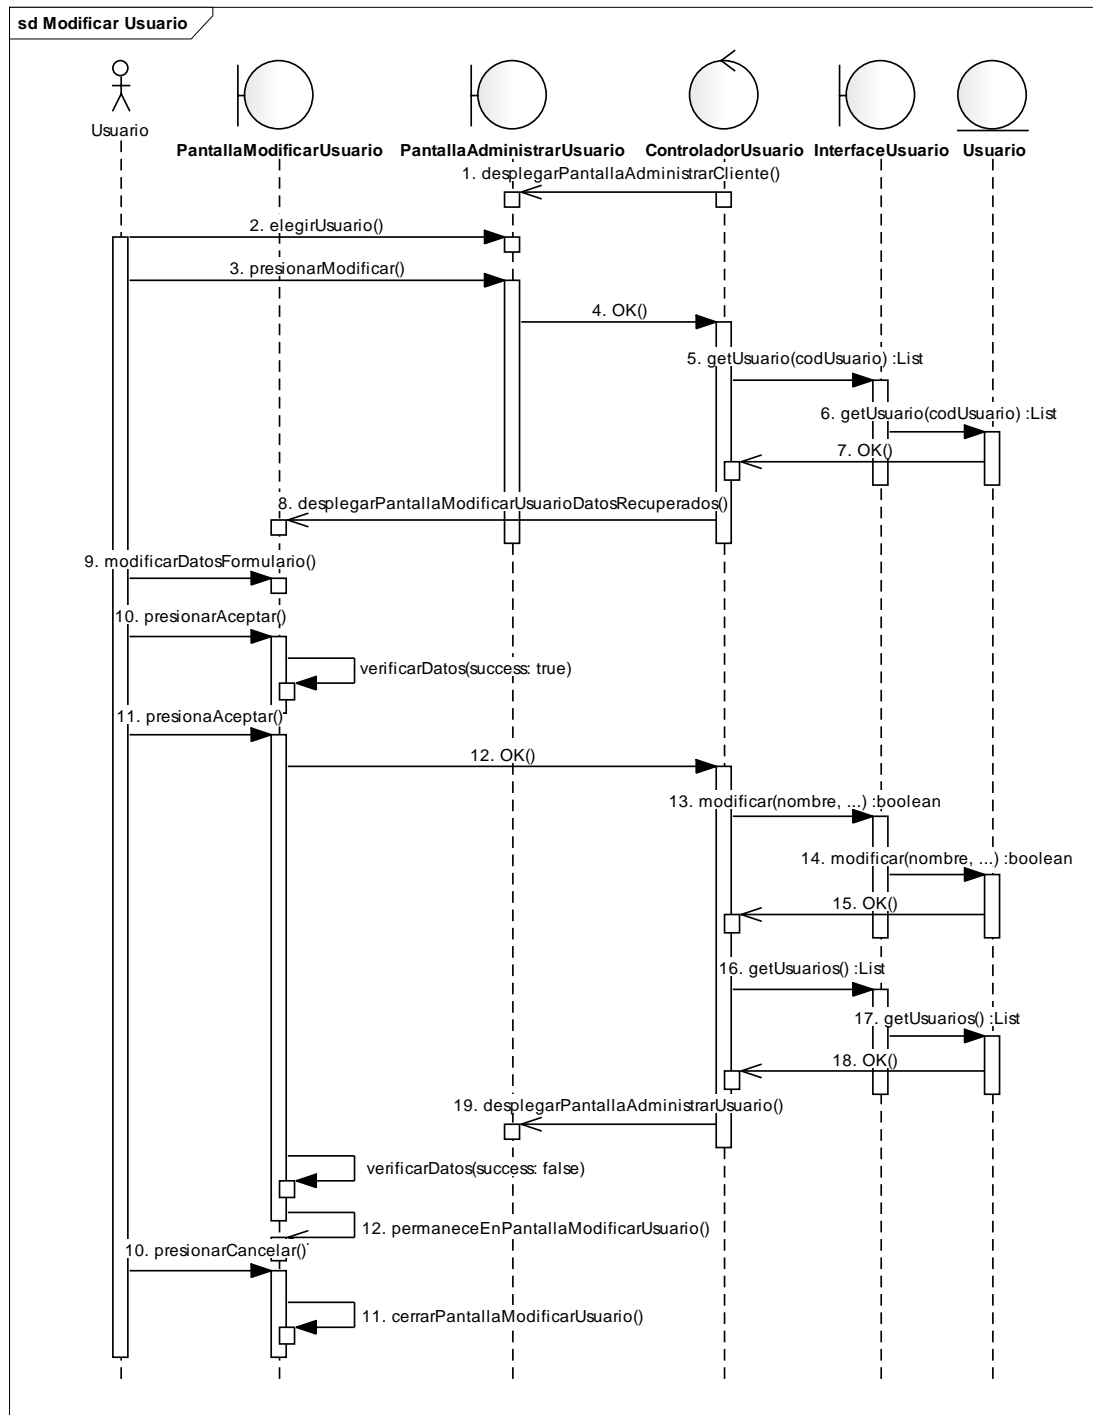 sd Modificar Usuario
Usuario
PantallaModificarUsuario
PantallaAdministrarUsuario
ControladorUsuario
InterfaceUsuario
Usuario
1. desplegarPantallaAdministrarCliente()
2. elegirUsuario()
3. presionarModificar()
4. OK()
5. getUsuario(codUsuario) :List
6. getUsuario(codUsuario) :List
7. OK()
8. desplegarPantallaModificarUsuarioDatosRecuperados()
9. modificarDatosFormulario()
10. presionarAceptar()
verificarDatos(success: true)
11. presionaAceptar()
12. OK()
13. modificar(nombre, ...) :boolean
14. modificar(nombre, ...) :boolean
15. OK()
16. getUsuarios() :List
17. getUsuarios() :List
18. OK()
19. desplegarPantallaAdministrarUsuario()
verificarDatos(success: false)
12. permaneceEnPantallaModificarUsuario()
10. presionarCancelar()
11. cerrarPantallaModificarUsuario()